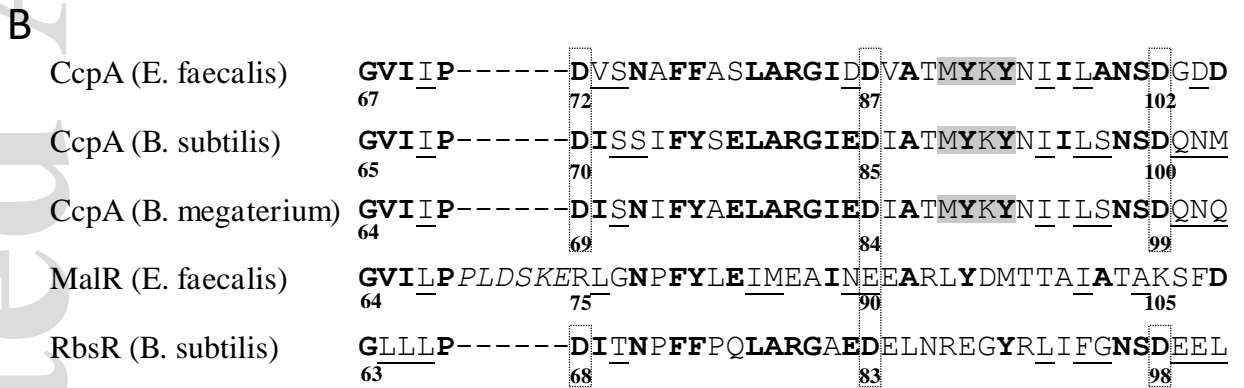 B
CcpA (E. faecalis) GVIIP------DVSNAFFASLARGIDDVATMYKYNIILANSDGDD
67 72 87 102
CcpA (B. subtilis) GVIIP------DISSIFYSELARGIEDIATMYKYNIILSNSDQNM
65 70 85 100
CcpA (B. megaterium) GVIIP------DISNIFYAELARGIEDIATMYKYNIILSNSDQNQ
64 69 84 99
MalR (E. faecalis) GVILPPLDSKERLGNPFYLEIMEAINEEARLYDMTTAIATAKSFD
64 75 90 105
RbsR (B. subtilis) GLLLP------DITNPFFPQLARGAEDELNREGYRLIFGNSDEEL
63 68 83 98